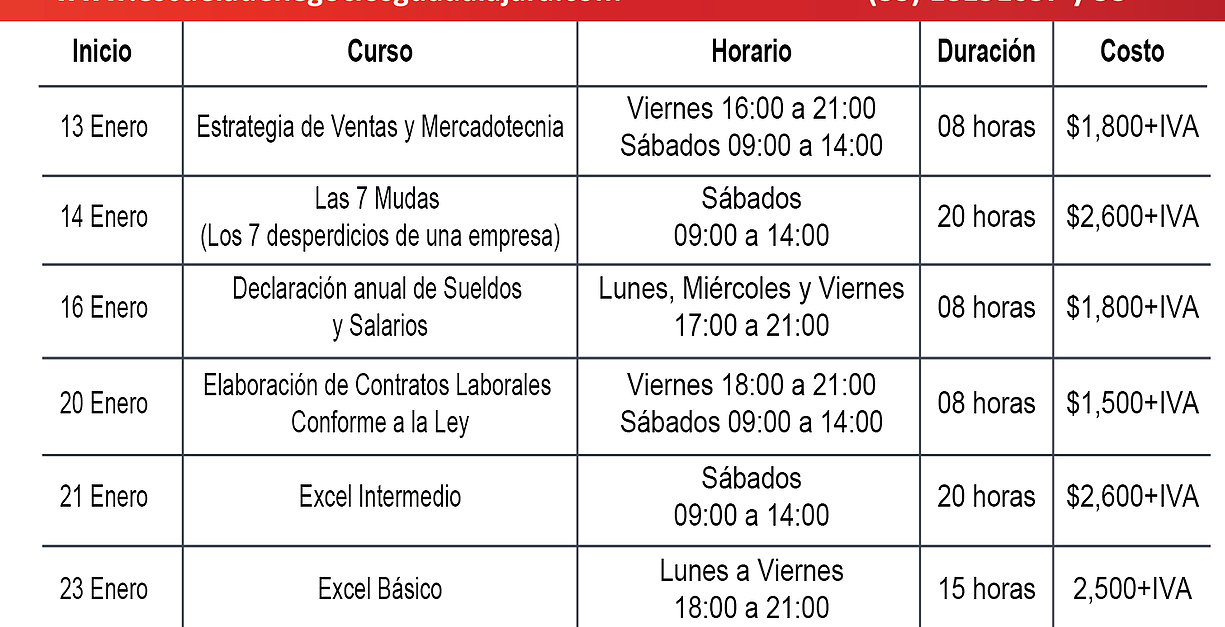 Inicio Curso Horario Duración Costo
13 Enero Estrategia de Ventas y Mercadotecnia Viernes 16:00 a 21:00 08 horas $1,800+IVA
Sábados 09:00 a 14:00
14 Enero Las 7 Mudas Sábados 20 horas $2,600+IVA
(Los 7 desperdicios de una empresa) 09:00 a 14:00
16 Enero Declaración anual de Sueldos Lunes, Miércoles y Viernes 08 horas $1,800+IVA
y Salarios 17:00 a 21:00
20 Enero Elaboración de Contratos Laborales Viernes 18:00 a 21:00 08 horas $1,500+IVA
Conforme a la Ley Sábados 09:00 a 14:00
21 Enero Excel Intermedio Sábados 20 horas $2,600+IVA
09:00 a 14:00
23 Enero Excel Básico Lunes a Viernes 15 horas 2,500+IVA
18:00 a 21:00